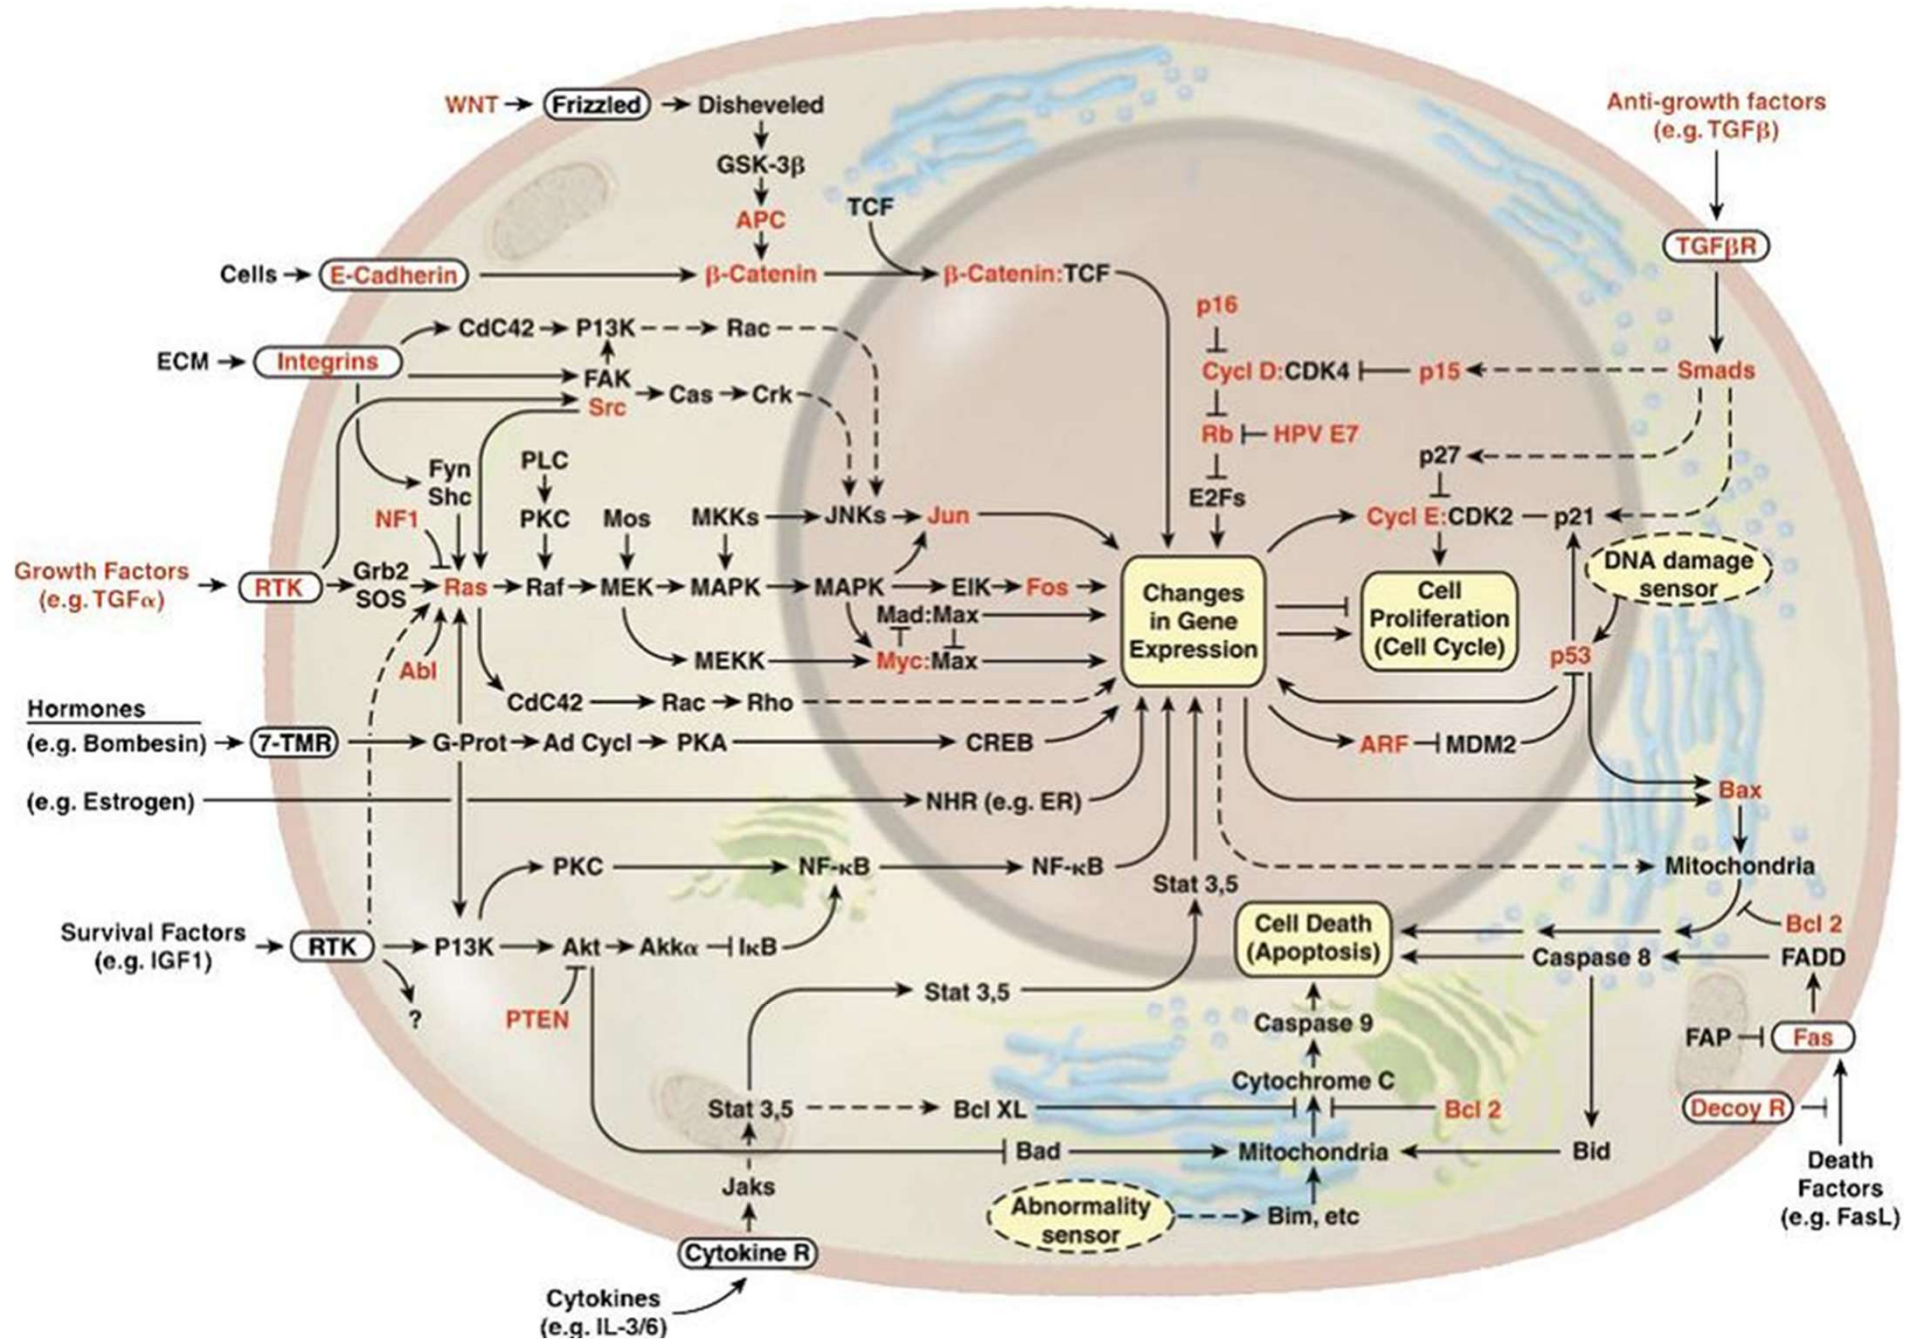 WNT
Frizzled
Disheveled
GSK-3β
APC
TCF
Cells
E-Cadherin
β-Catenin
β-Catenin:TCF
Anti-growth factors
(e.g. TGFβ)
TGFβR
Smads
p16
Cycl D:CDK4
p15
Rb
HPV E7
E2Fs
p27
Cycl E:CDK2
p21
DNA damage
sensor
ECM
Integrins
CdC42
P13K
Rac
FAK
Src
Cas
Crk
Fyn
Shc
NF1
PLC
PKC
Mos
MKKs
JNKs
Jun
Growth Factors
(e.g. TGFα)
RTK
Grb2
SOS
Ras
Raf
MEK
MAPK
MAPK
ElK
Fos
Mad:Max
Abl
MEKK
Myc:Max
CdC42
Rac
Rho
Changes
in Gene
Expression
Cell
Proliferation
(Cell Cycle)
p53
ARF
MDM2
Hormones
(e.g. Bombesin)
7-TMR
G-Prot
Ad Cycl
PKA
CREB
(e.g. Estrogen)
NHR (e.g. ER)
Bax
PKC
NF-κB
NF-κB
Stat 3,5
Mitochondria
Survival Factors
(e.g. IGF1)
RTK
P13K
Akt
Akkα
IκB
?
PTEN
Stat 3,5
Cell Death
(Apoptosis)
Bcl 2
Caspase 8
FADD
Caspase 9
FAP
Fas
Cytochrome C
Stat 3,5
Bcl XL
Bcl 2
Decoy R
Bad
Mitochondria
Bid
Death
Factors
(e.g. FasL)
Jaks
Abnormality
sensor
Bim, etc
Cytokine R
Cytokines
(e.g. IL-3/6)